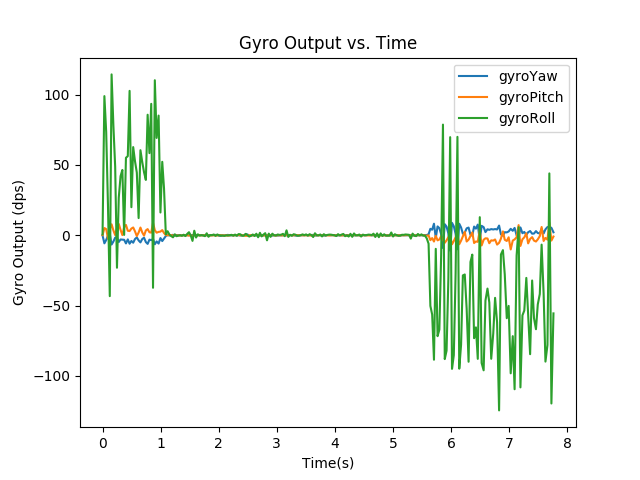 Gyro Output vs. Time
gyroYaw
gyroPitch
gyroRoll
100
50
0
−50
−100
Gyro Output (dps)
0 1 2 3 4 5 6 7 8
Time(s)